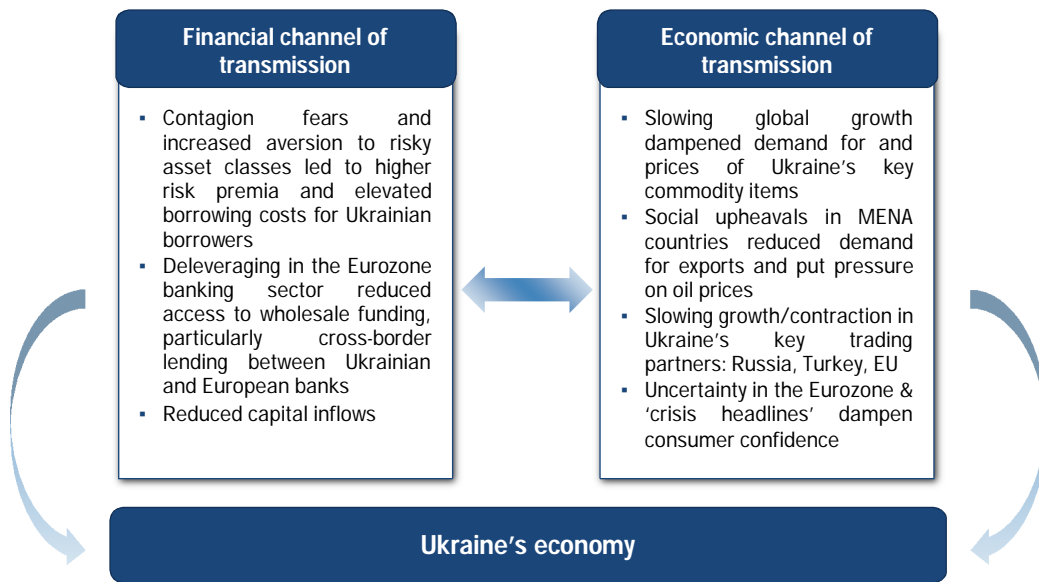 Financial channel of
transmission
▪ Contagion fears and
increased aversion to risky
asset classes led to higher
risk premia and elevated
borrowing costs for Ukrainian
borrowers
▪ Deleveraging in the Eurozone
banking sector reduced
access to wholesale funding,
particularly cross-border
lending between Ukrainian
and European banks
▪ Reduced capital inflows
Economic channel of
transmission
▪ Slowing global growth
dampened demand for and
prices of Ukraine’s key
commodity items
▪ Social upheavals in MENA
countries reduced demand
for exports and put pressure
on oil prices
▪ Slowing growth/contraction in
Ukraine’s key trading
partners: Russia, Turkey, EU
▪ Uncertainty in the Eurozone &
‘crisis headlines’ dampen
consumer confidence
Ukraine’s economy